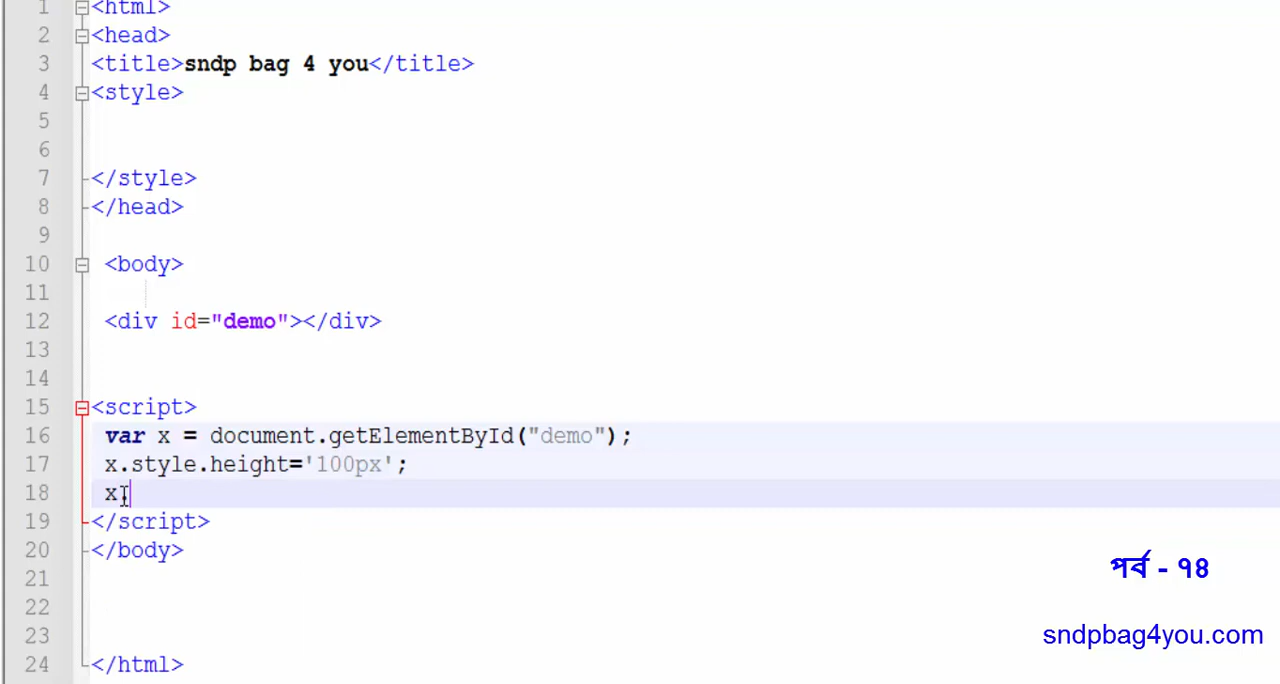 1 <html>
2 <head>
3 <title>sndp bag 4 you</title>
4 <style>
5
6
7 </style>
8 </head>
9
10 <body>
11
12 <div id="demo"></div>
13
14
15 <script>
16 var x = document.getElementById("demo");
17 x.style.height='100px';
18 x.
19 </script>
20 </body>
21
22
23
24 </html>
পর্ব - ৭৪
sndpbag4you.com